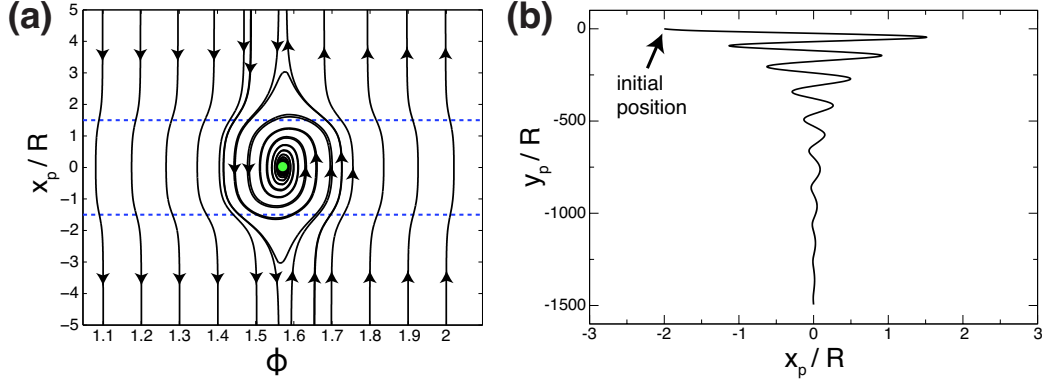 (a)
5
4
3
2
1
0
-1
-2
-3
-4
-5
x_p / R
1.1 1.2 1.3 1.4 1.5 1.6 1.7 1.8 1.9 2
ϕ
(b)
0
-500
-1000
-1500
y_p / R
initial
position
-3 -2 -1 0 1 2 3
x_p / R